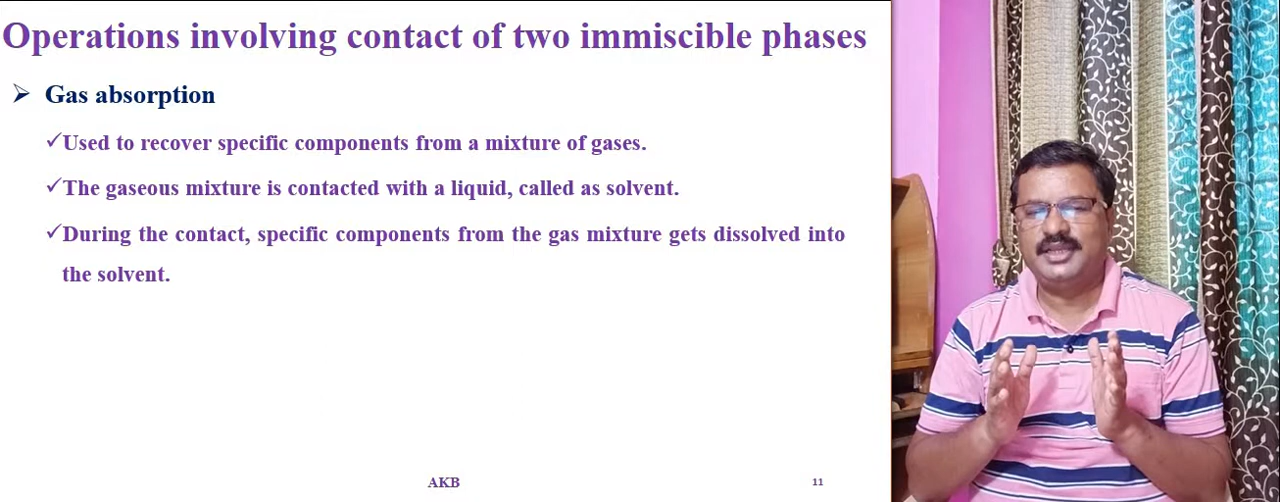 Operations involving contact of two immiscible phases
➢ Gas absorption
✓Used to recover specific components from a mixture of gases.
✓The gaseous mixture is contacted with a liquid, called as solvent.
✓During the contact, specific components from the gas mixture gets dissolved into
the solvent.
AKB
11